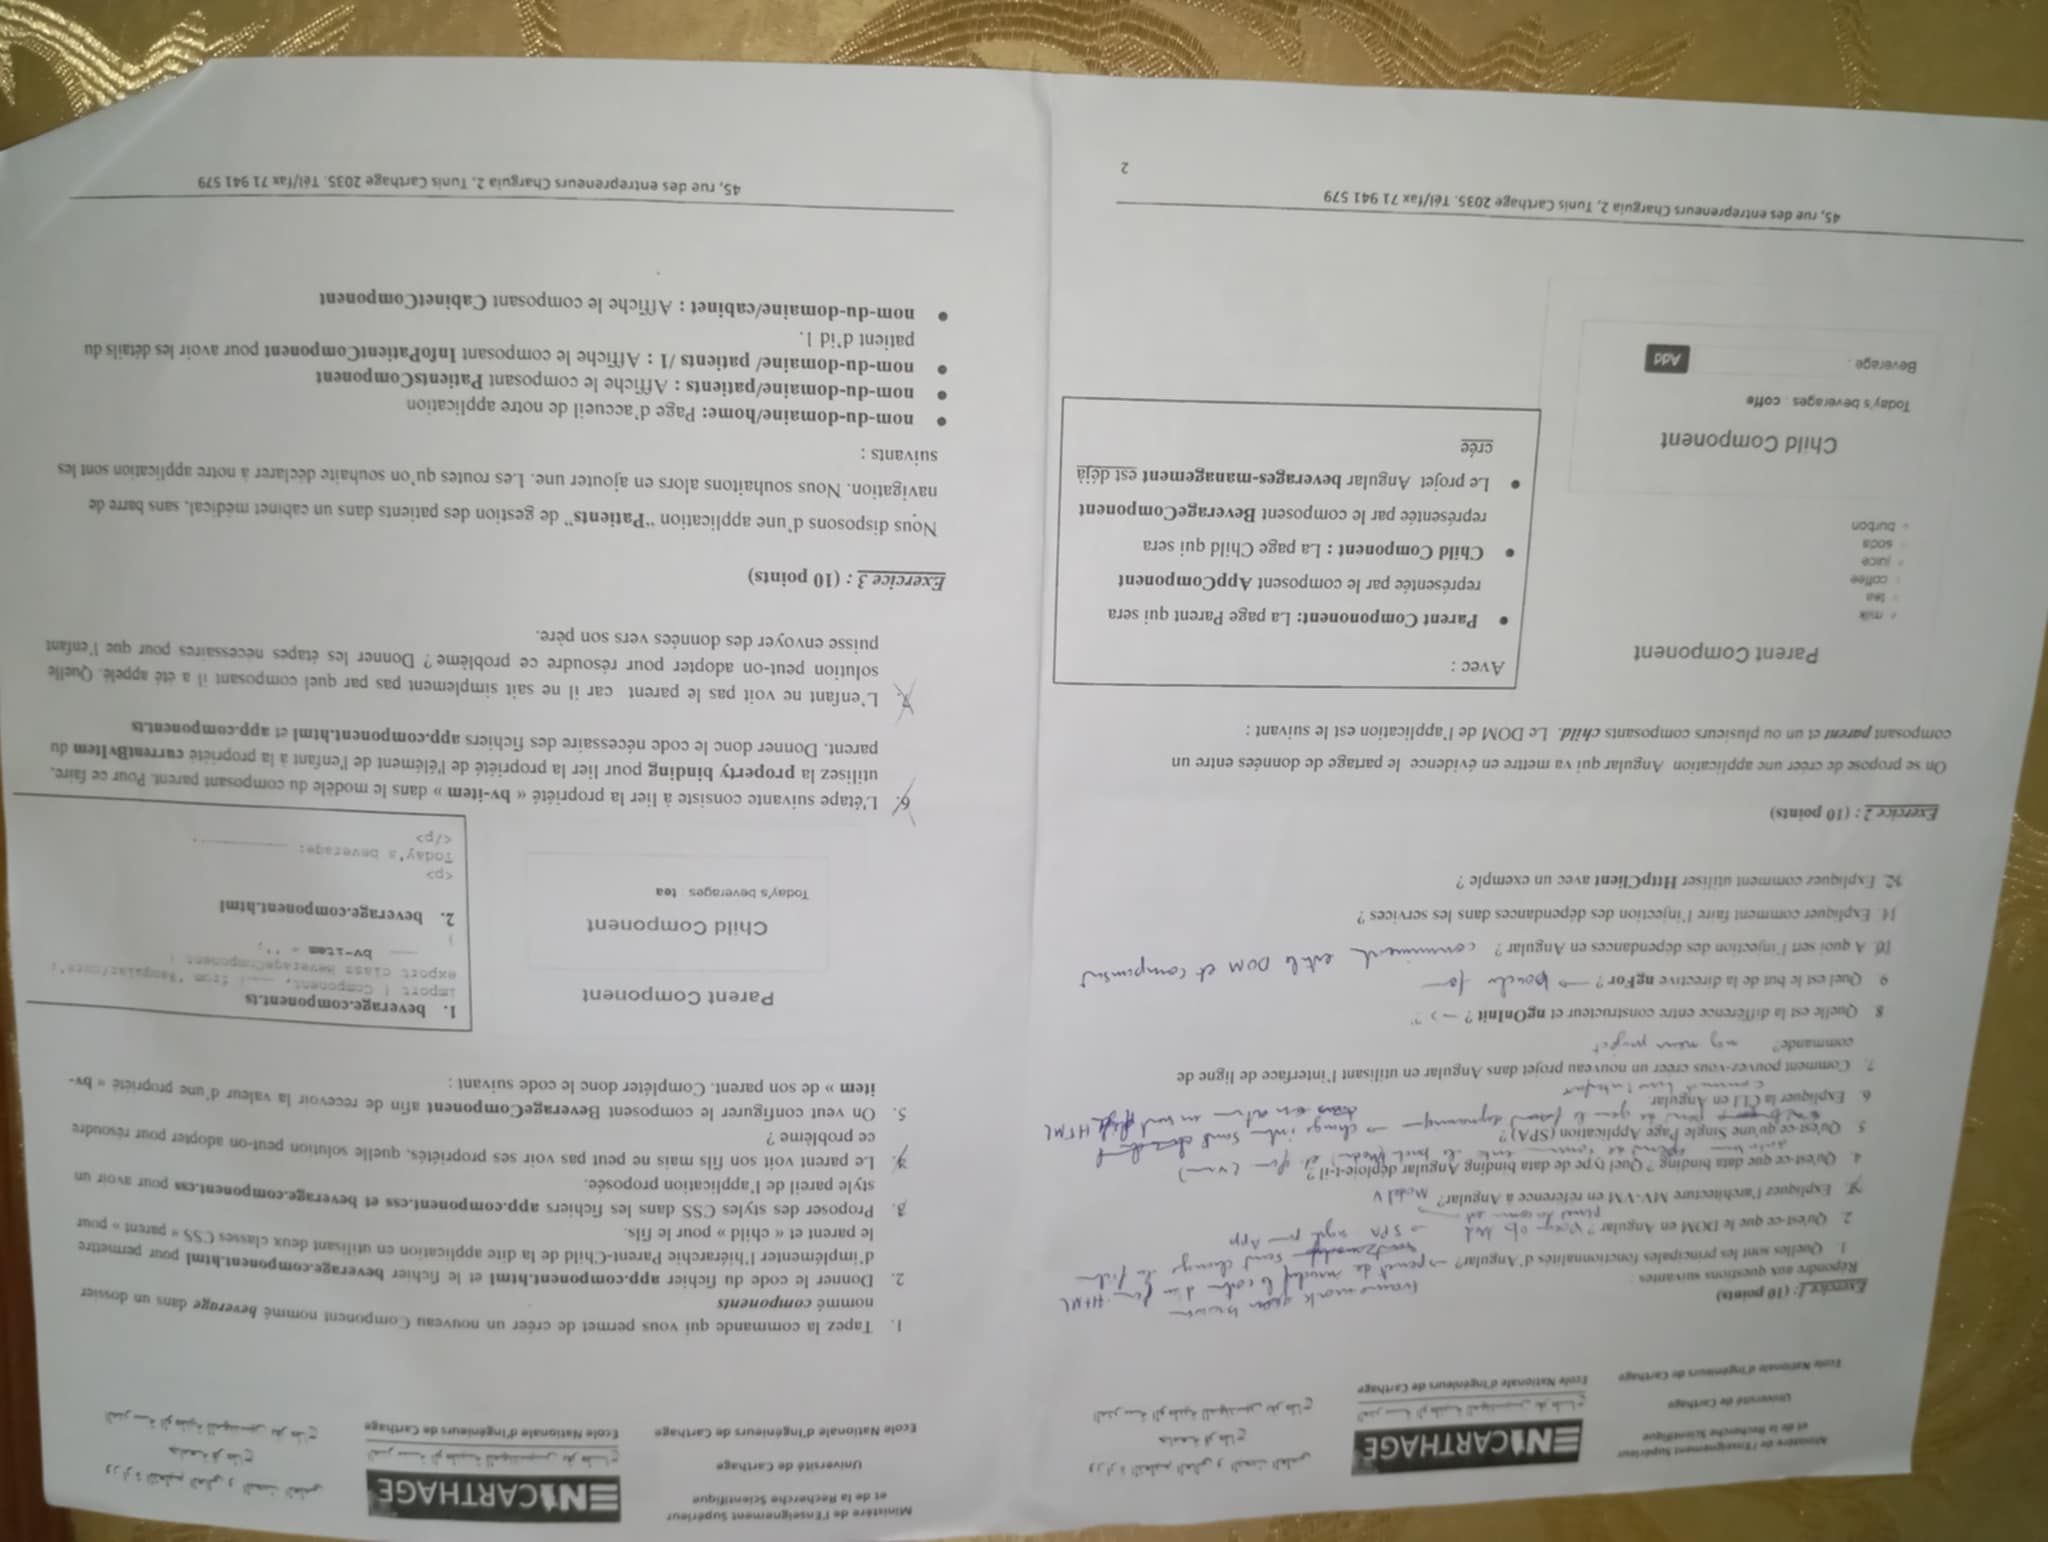 Ministère de l'Enseignement Supérieur
et de la Recherche Scientifique
Université de Carthage
Ecole Nationale d'Ingénieurs de Carthage
ENICARTHAGE
المدرسة الوطنية للمهندسين بقرطاج
Ecole Nationale d'Ingénieurs de Carthage
وزارة التعليم العالي و البحث العلمي
جامعة قرطاج
المدرسة الوطنية للمهندسين بقرطاج
Exercice 1: (10 points)
Répondre aux questions suivantes :
1. Quelles sont les principales fonctionnalités d'Angular?
2. Qu'est-ce que le DOM en Angular ?
3. Expliquez l'architecture MV-VM en référence à Angular? Model V
4. Qu'est-ce que data binding ? Quel type de data binding Angular déploie-t-il ?
5. Qu'est-ce qu'une Single Page Application (SPA)?
6. Expliquer la CLI en Angular.
7. Comment pouvez-vous créer un nouveau projet dans Angular en utilisant l'interface de ligne de
commande?
8. Quelle est la différence entre constructeur et ngOnInit ?
9. Quel est le but de la directive ngFor ?
10. A quoi sert l'injection des dépendances en Angular ?
11. Expliquer comment faire l'injection des dépendances dans les services ?
12. Expliquez comment utiliser HttpClient avec un exemple ?
Exercice 2 : (10 points)
On se propose de créer une application Angular qui va mettre en évidence le partage de données entre un
composant parent et un ou plusieurs composants child. Le DOM de l'application est le suivant :
Parent Component
milk
tea
coffee
juice
soda
burbon
Child Component
Today's beverages : coffe
Beverage :
Add
Avec :
• Parent Compononent: La page Parent qui sera
représentée par le composent AppComponent
• Child Component : La page Child qui sera
représentée par le composent BeverageComponent
• Le projet Angular beverages-management est déjà
crée
45, rue des entrepreneurs Charguia 2, Tunis Carthage 2035. Tél/fax 71 941 579
2
Ministère de l'Enseignement Supérieur
et de la Recherche Scientifique
Université de Carthage
Ecole Nationale d'Ingénieurs de Carthage
ENICARTHAGE
المدرسة الوطنية للمهندسين بقرطاج
Ecole Nationale d'Ingénieurs de Carthage
وزارة التعليم العالي و البحث العلمي
جامعة قرطاج
المدرسة الوطنية للمهندسين بقرطاج
1. Tapez la commande qui vous permet de créer un nouveau Component nommé beverage dans un dossier
nommé components
2. Donner le code du fichier app.component.html et le fichier beverage.component.html pour permettre
d'implémenter l'hiérarchie Parent-Child de la dite application en utilisant deux classes CSS « parent » pour
le parent et « child » pour le fils.
3. Proposer des styles CSS dans les fichiers app.component.css et beverage.component.css pour avoir un
style pareil de l'application proposée.
4. Le parent voit son fils mais ne peut pas voir ses propriétés, quelle solution peut-on adopter pour résoudre
ce problème ?
5. On veut configurer le composent BeverageComponent afin de recevoir la valeur d'une propriété « bv-
item » de son parent. Compléter donc le code suivant :
Parent Component
Child Component
Today's beverages : tea
1. beverage.component.ts
import { Component, ____} from '@angular/core';
export class BeverageComponent {
____ bv-item = '';
}
2. beverage.component.html
<p>
Today's beverage: __________.
</p>
6. L'étape suivante consiste à lier la propriété « bv-item » dans le modèle du composant parent. Pour ce faire,
utilisez la property binding pour lier la propriété de l'élément de l'enfant à la propriété currentBvItem du
parent. Donner donc le code nécessaire des fichiers app.component.html et app.component.ts
7. L'enfant ne voit pas le parent car il ne sait simplement pas par quel composant il a été appelé. Quelle
solution peut-on adopter pour résoudre ce problème ? Donner les étapes nécessaires pour que l'enfant
puisse envoyer des données vers son père.
Exercice 3 : (10 points)
Nous disposons d'une application “Patients” de gestion des patients dans un cabinet médical, sans barre de
navigation. Nous souhaitons alors en ajouter une. Les routes qu'on souhaite déclarer à notre application sont les
suivants :
• nom-du-domaine/home: Page d'accueil de notre application
• nom-du-domaine/patients : Affiche le composant PatientsComponent
• nom-du-domaine/ patients /1 : Affiche le composant InfoPatientComponent pour avoir les détails du
patient d'id 1.
• nom-du-domaine/cabinet : Affiche le composant CabinetComponent
45, rue des entrepreneurs Charguia 2, Tunis Carthage 2035. Tél/fax 71 941 579